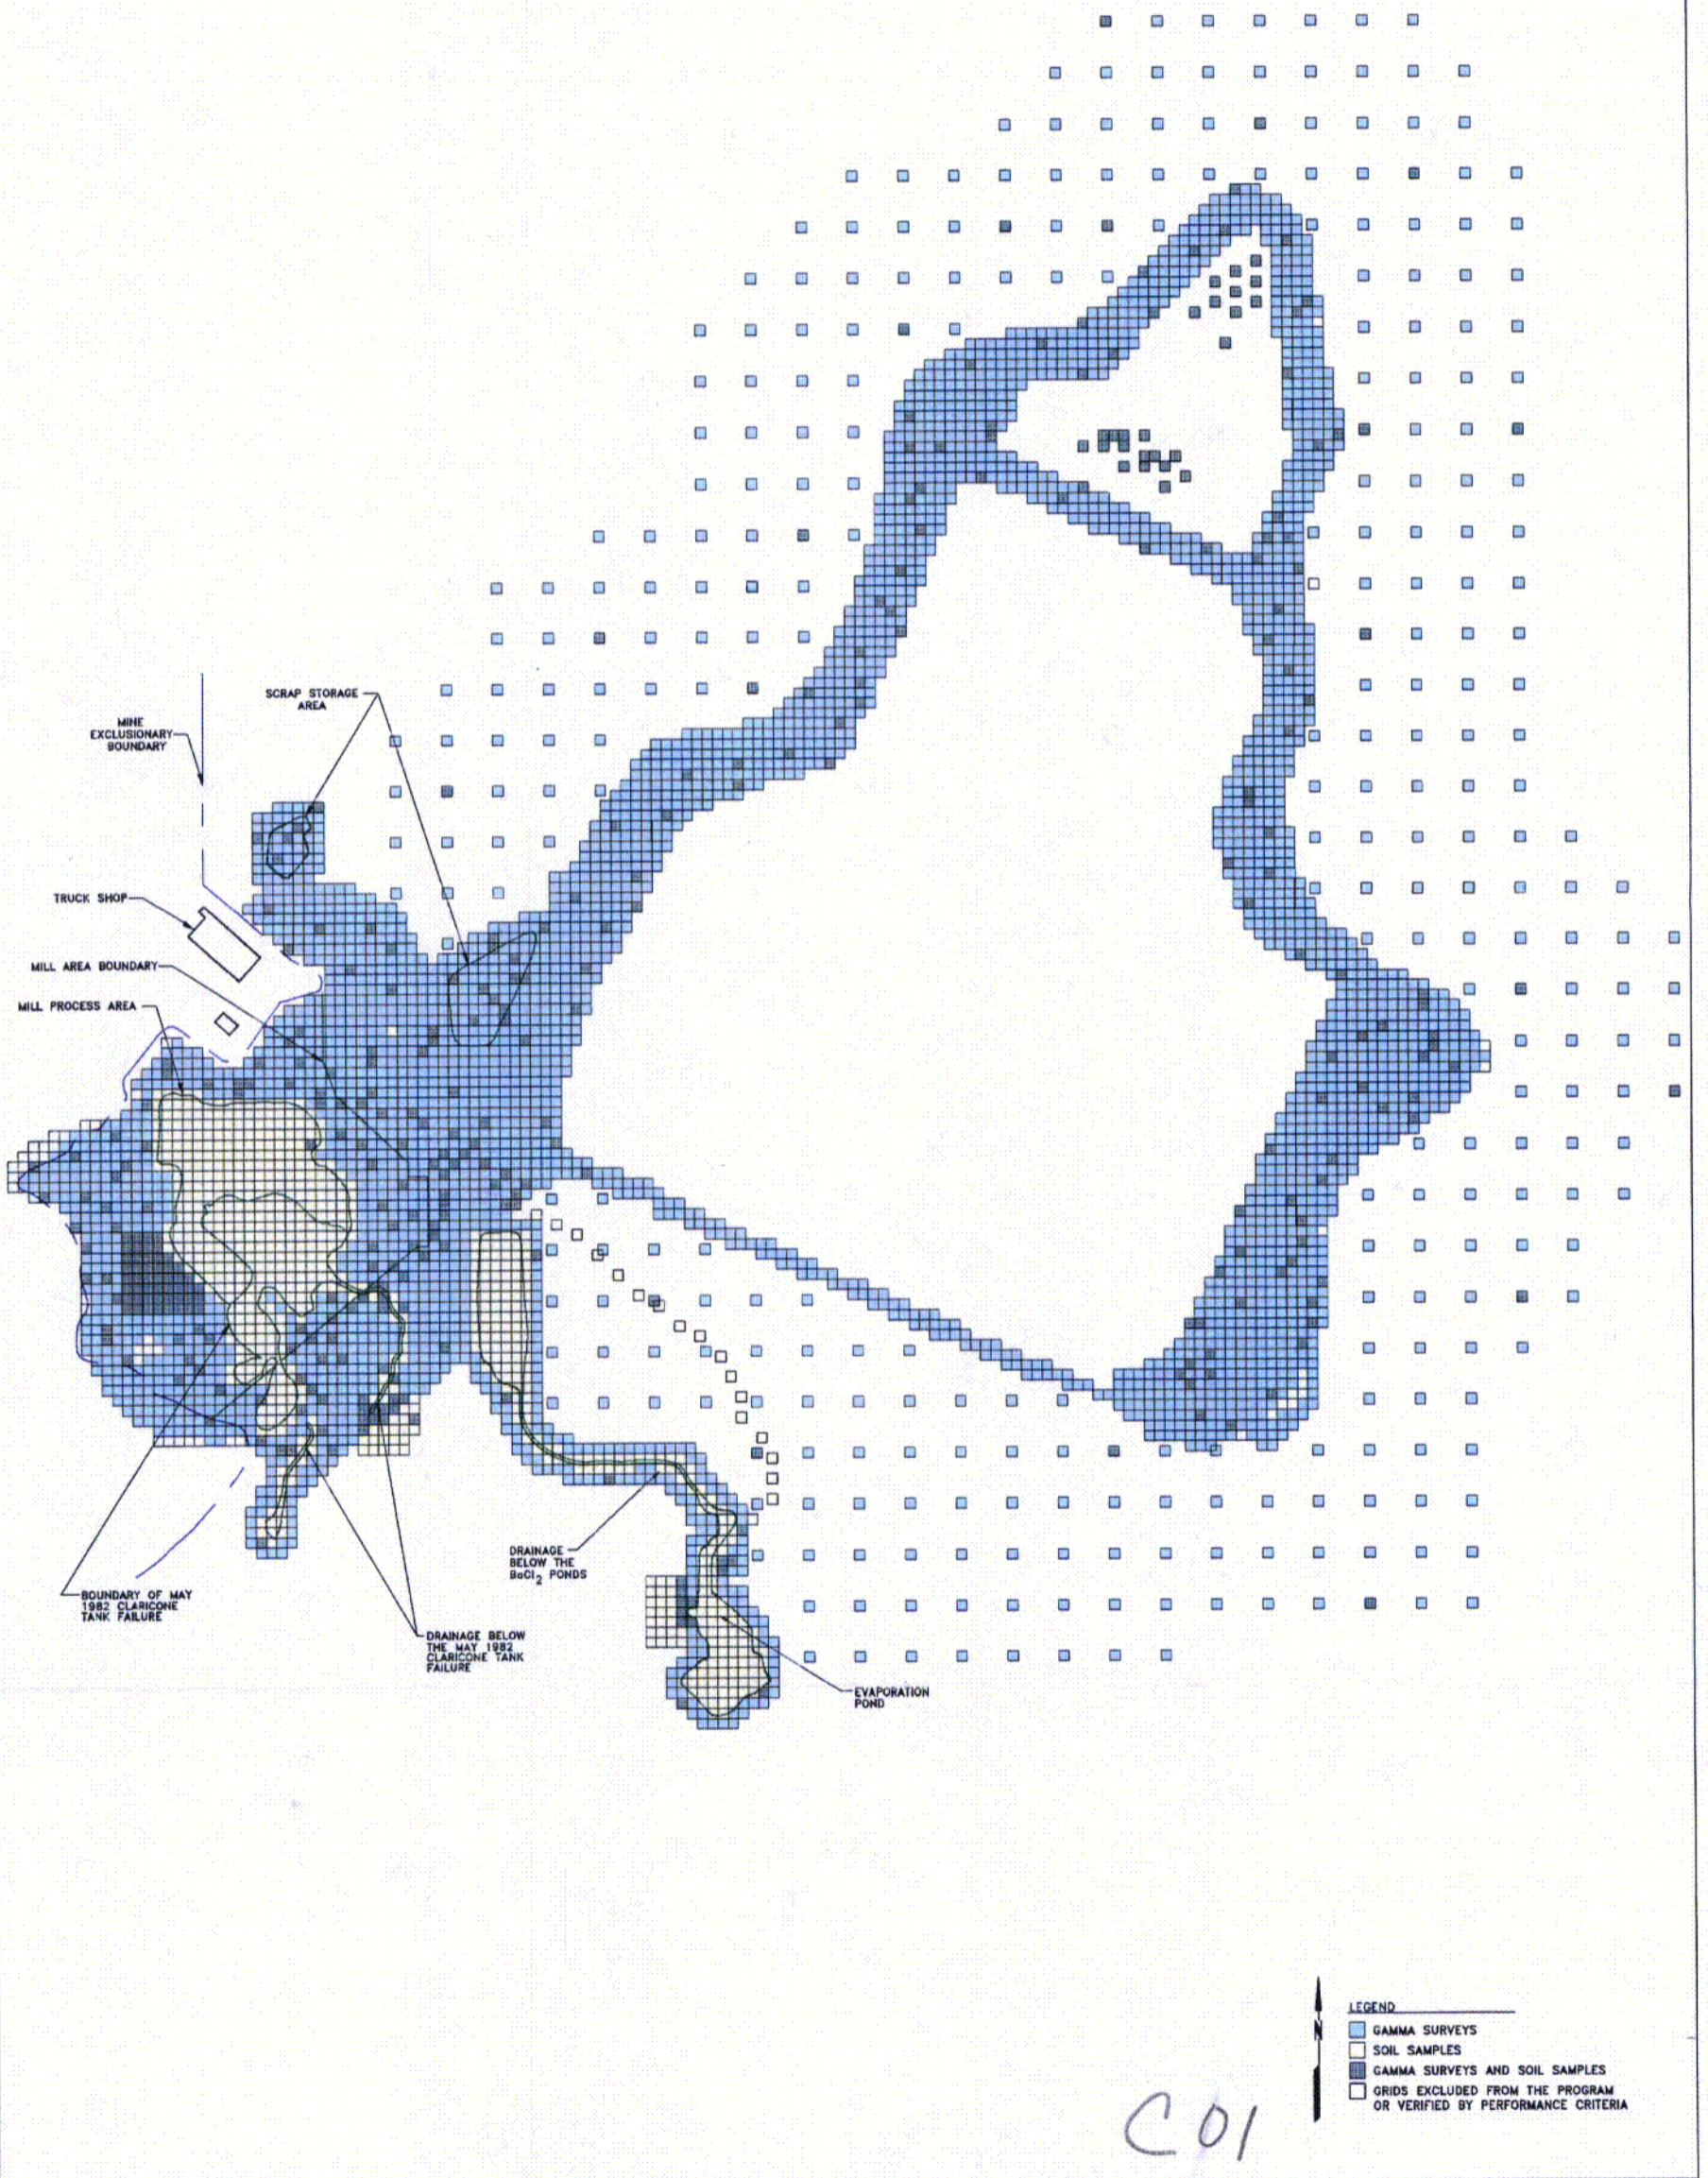 SCRAP STORAGE
AREA
MINE
EXCLUSIONARY
BOUNDARY
TRUCK SHOP
MILL AREA BOUNDARY
MILL PROCESS AREA
DRAINAGE
BELOW THE
BaCl2 PONDS
BOUNDARY OF MAY
1982 CLARICONE
TANK FAILURE
DRAINAGE BELOW
THE MAY 1982
CLARICONE TANK
FAILURE
EVAPORATION
POND
N
LEGEND
GAMMA SURVEYS
SOIL SAMPLES
GAMMA SURVEYS AND SOIL SAMPLES
GRIDS EXCLUDED FROM THE PROGRAM
OR VERIFIED BY PERFORMANCE CRITERIA
C01